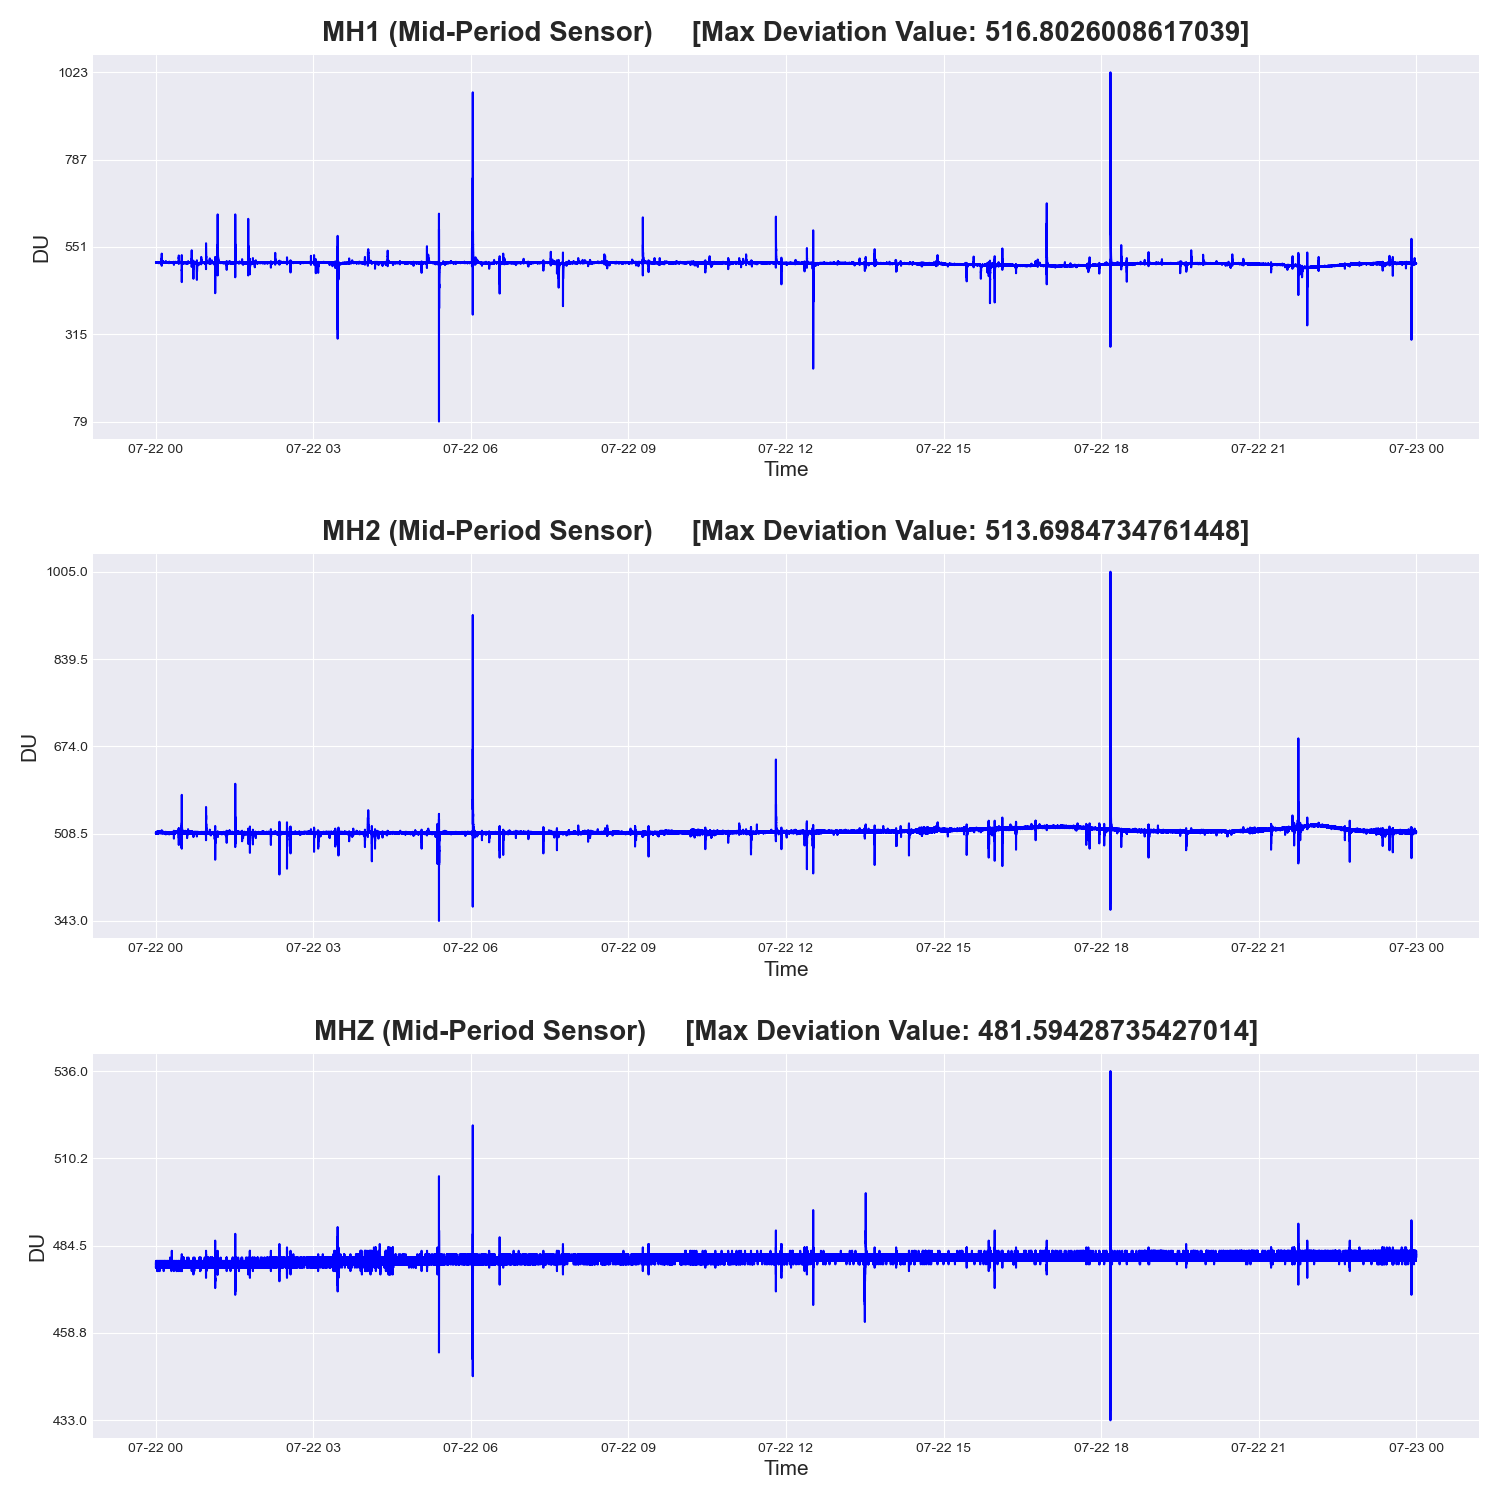 MH1 (Mid-Period Sensor) [Max Deviation Value: 516.8026008617039]
1023
787
551
315
79
DU
07-22 00 07-22 03 07-22 06 07-22 09 07-22 12 07-22 15 07-22 18 07-22 21 07-23 00
Time
MH2 (Mid-Period Sensor) [Max Deviation Value: 513.6984734761448]
1005.0
839.5
674.0
508.5
343.0
DU
07-22 00 07-22 03 07-22 06 07-22 09 07-22 12 07-22 15 07-22 18 07-22 21 07-23 00
Time
MHZ (Mid-Period Sensor) [Max Deviation Value: 481.59428735427014]
536.0
510.2
484.5
458.8
433.0
DU
07-22 00 07-22 03 07-22 06 07-22 09 07-22 12 07-22 15 07-22 18 07-22 21 07-23 00
Time